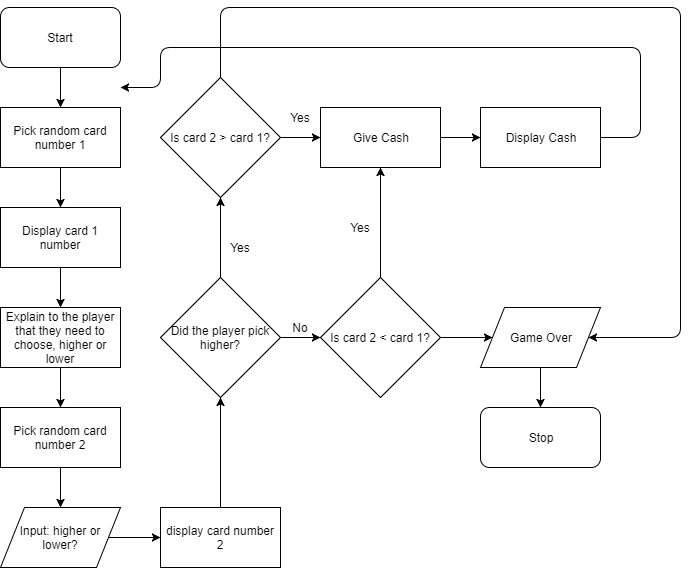 Start
Pick random card
number 1
Display card 1
number
Explain to the player
that they need to
choose, higher or
lower
Pick random card
number 2
Input: higher or
lower?
display card number
2
Did the player pick
higher?
Yes
No
Is card 2 > card 1?
Yes
Give Cash
Display Cash
Is card 2 < card 1?
Yes
Game Over
Stop